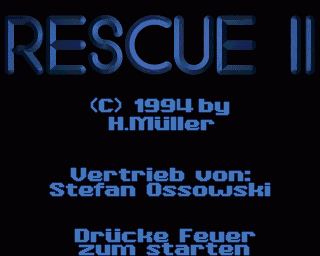 RESCUE II
(C) 1994 by
H.Müller
Vertrieb von:
Stefan Ossowski
Drücke Feuer
zum starten